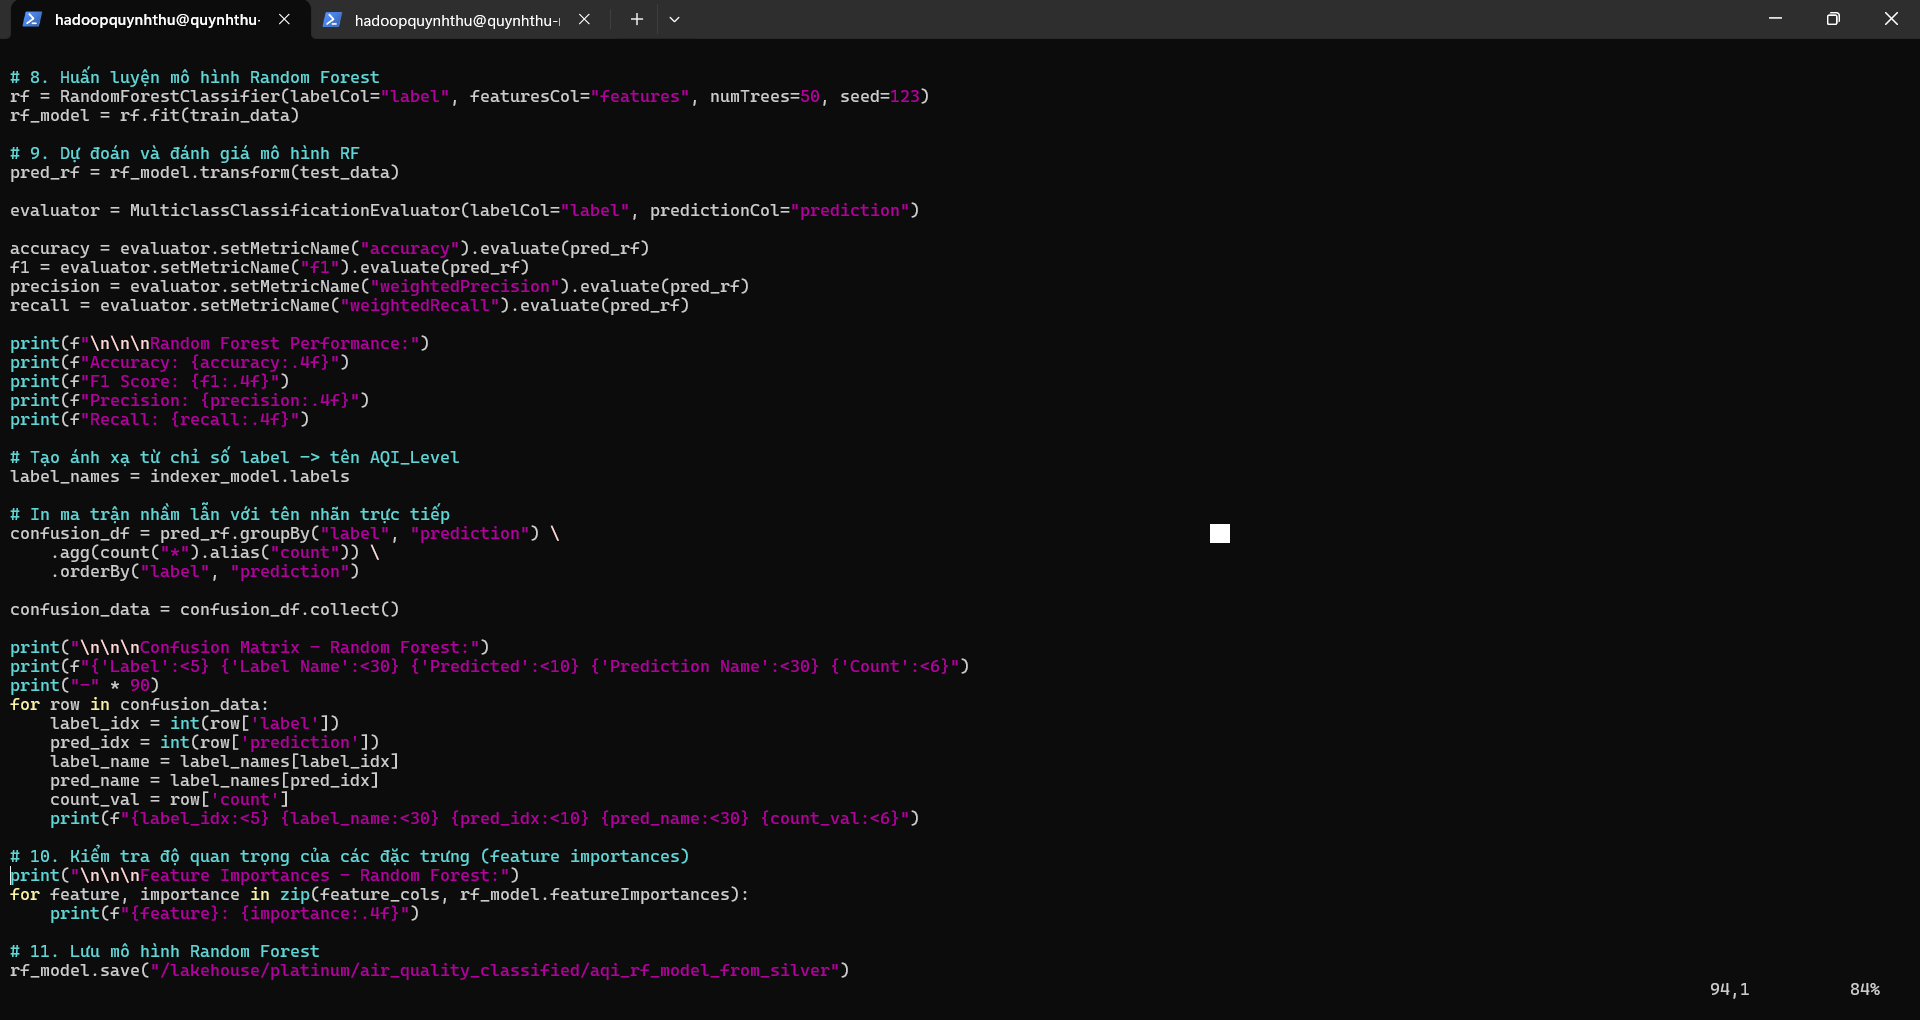 hadoopquynhthu@quynhthu-
hadoopquynhthu@quynhthu-
# 8. Huấn luyện mô hình Random Forest
rf = RandomForestClassifier(labelCol="label", featuresCol="features", numTrees=50, seed=123)
rf_model = rf.fit(train_data)
# 9. Dự đoán và đánh giá mô hình RF
pred_rf = rf_model.transform(test_data)
evaluator = MulticlassClassificationEvaluator(labelCol="label", predictionCol="prediction")
accuracy = evaluator.setMetricName("accuracy").evaluate(pred_rf)
f1 = evaluator.setMetricName("f1").evaluate(pred_rf)
precision = evaluator.setMetricName("weightedPrecision").evaluate(pred_rf)
recall = evaluator.setMetricName("weightedRecall").evaluate(pred_rf)
print(f"\n\n\nRandom Forest Performance:")
print(f"Accuracy: {accuracy:.4f}")
print(f"F1 Score: {f1:.4f}")
print(f"Precision: {precision:.4f}")
print(f"Recall: {recall:.4f}")
# Tạo ánh xạ từ chỉ số label -> tên AQI_Level
label_names = indexer_model.labels
# In ma trận nhầm lẫn với tên nhãn trực tiếp
confusion_df = pred_rf.groupBy("label", "prediction") \
    .agg(count("*").alias("count")) \
    .orderBy("label", "prediction")
confusion_data = confusion_df.collect()
print("\n\n\nConfusion Matrix - Random Forest:")
print(f"{'Label':<5} {'Label Name':<30} {'Predicted':<10} {'Prediction Name':<30} {'Count':<6}")
print("-" * 90)
for row in confusion_data:
    label_idx = int(row['label'])
    pred_idx = int(row['prediction'])
    label_name = label_names[label_idx]
    pred_name = label_names[pred_idx]
    count_val = row['count']
    print(f"{label_idx:<5} {label_name:<30} {pred_idx:<10} {pred_name:<30} {count_val:<6}")
# 10. Kiểm tra độ quan trọng của các đặc trưng (feature importances)
print("\n\n\nFeature Importances - Random Forest:")
for feature, importance in zip(feature_cols, rf_model.featureImportances):
    print(f"{feature}: {importance:.4f}")
# 11. Lưu mô hình Random Forest
rf_model.save("/lakehouse/platinum/air_quality_classified/aqi_rf_model_from_silver")
94,1 84%